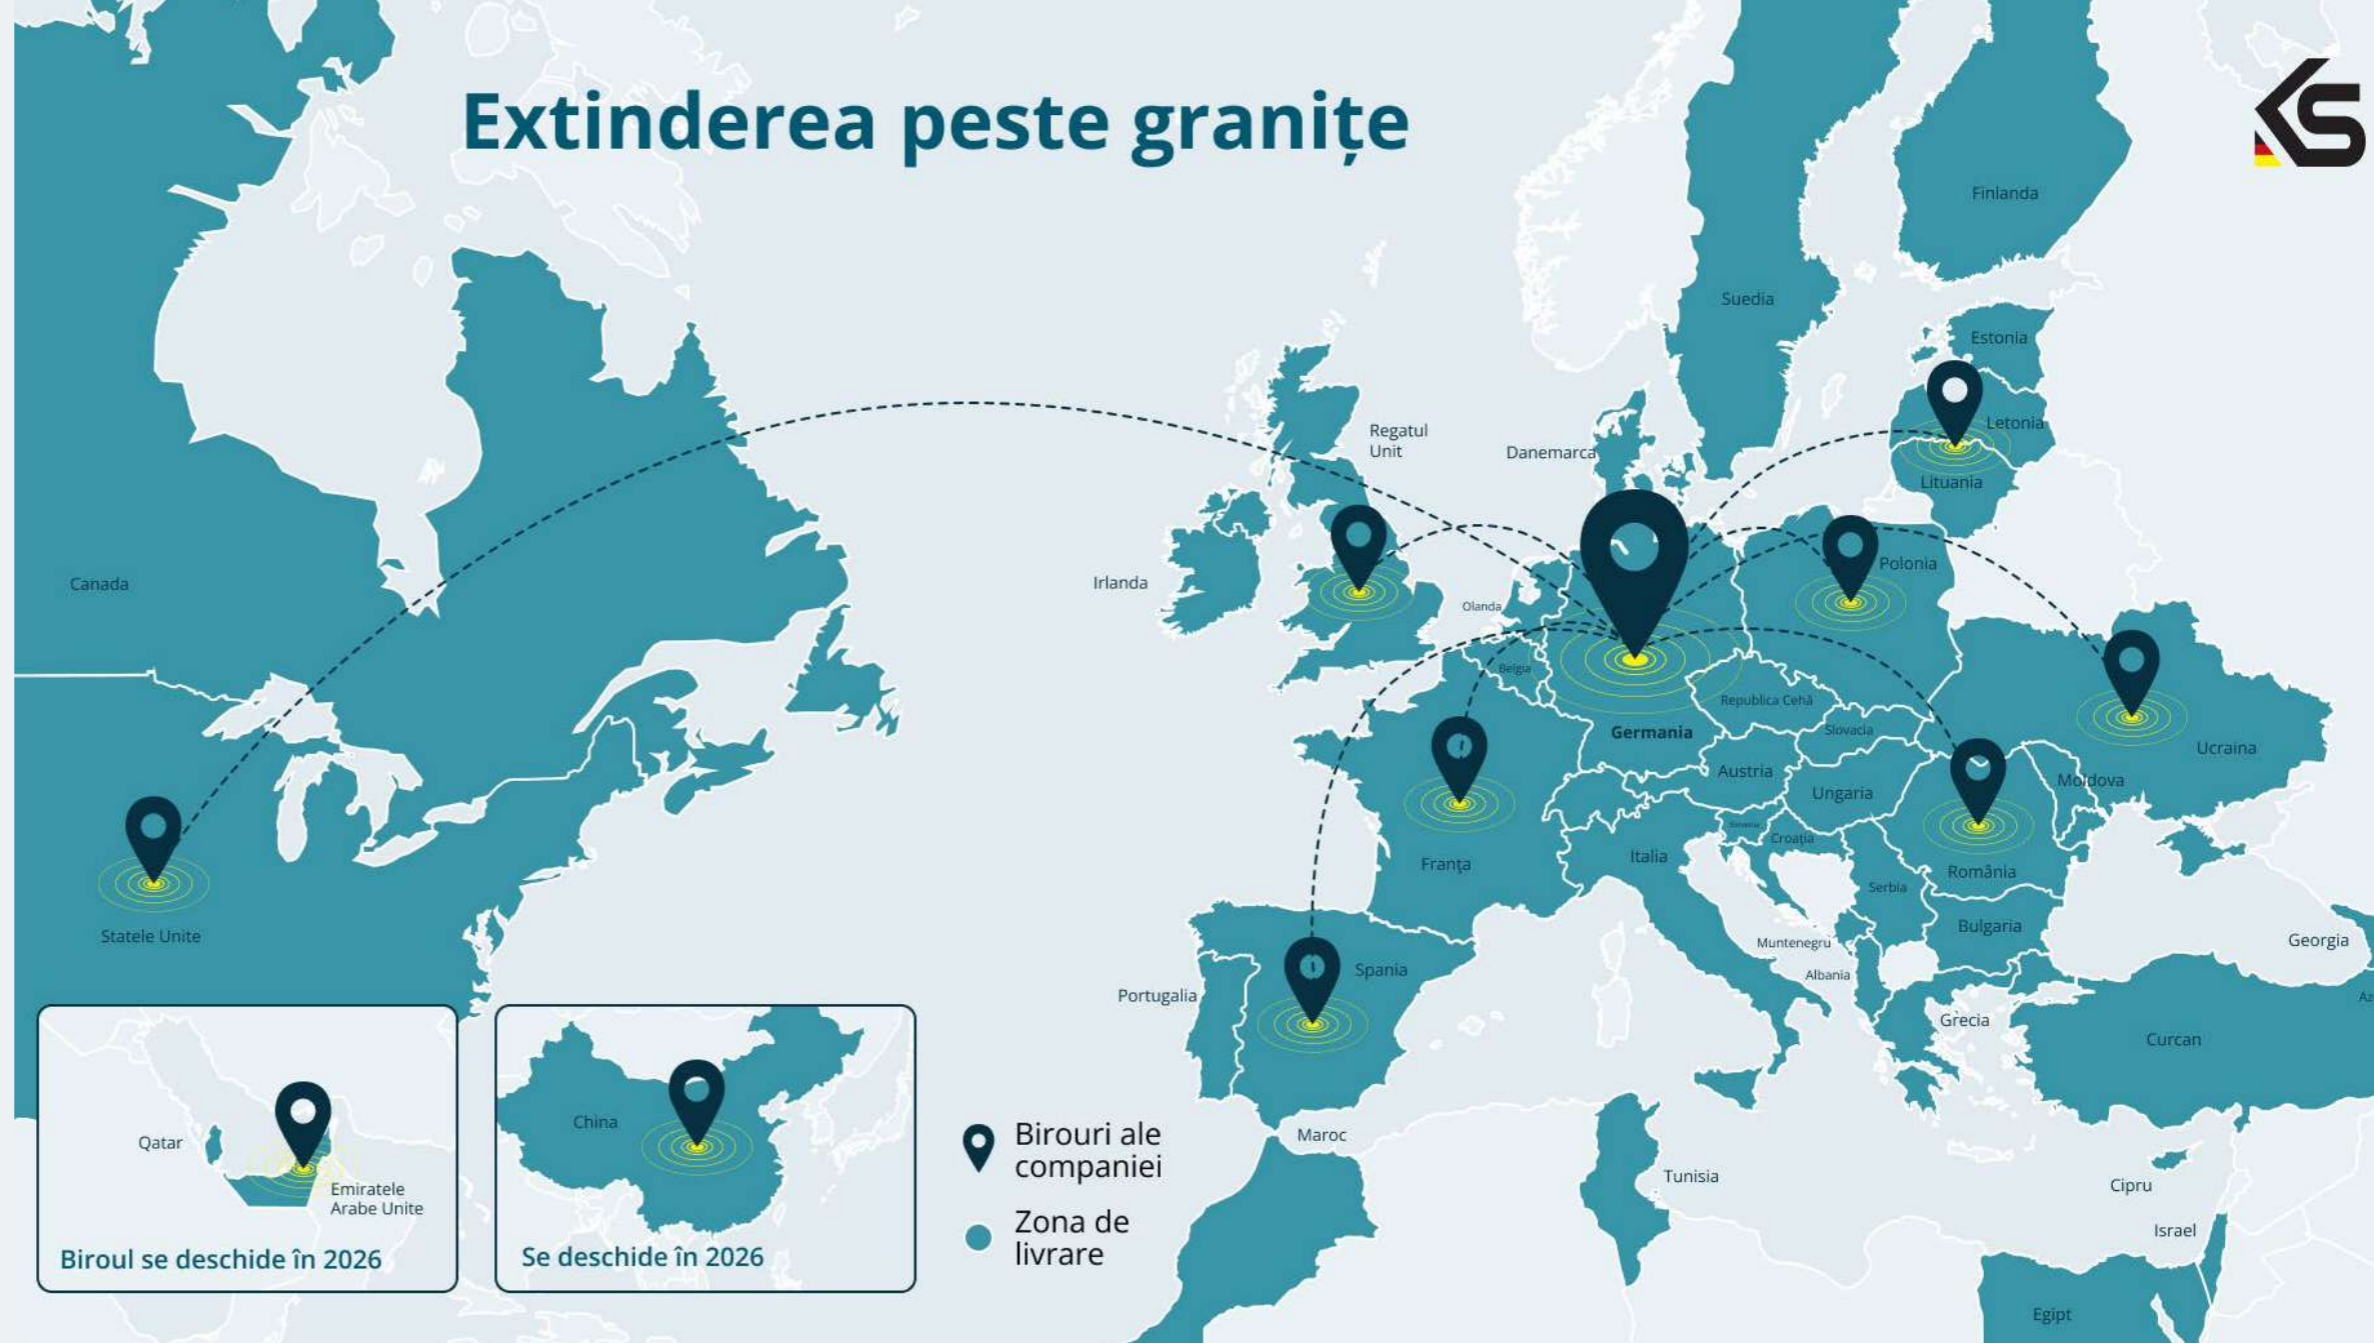 Extinderea peste granițe
KS
Finlanda
Suedia
Estonia
Letonia
Lituania
Regatul
Unit
Danemarca
Irlanda
Olanda
Polonia
Canada
Belgia
Republica Cehă
Germania
Slovacia
Ucraina
Austria
Moldova
Ungaria
Croația
Italia
Franța
România
Serbia
Statele Unite
Bulgaria
Muntenegru
Georgia
Albania
Spania
Portugalia
Grecia
Curcan
Qatar
Emiratele
Arabe Unite
Biroul se deschide în 2026
China
Se deschide în 2026
Birouri ale
companiei
Zona de
livrare
Maroc
Tunisia
Cipru
Israel
Egipt